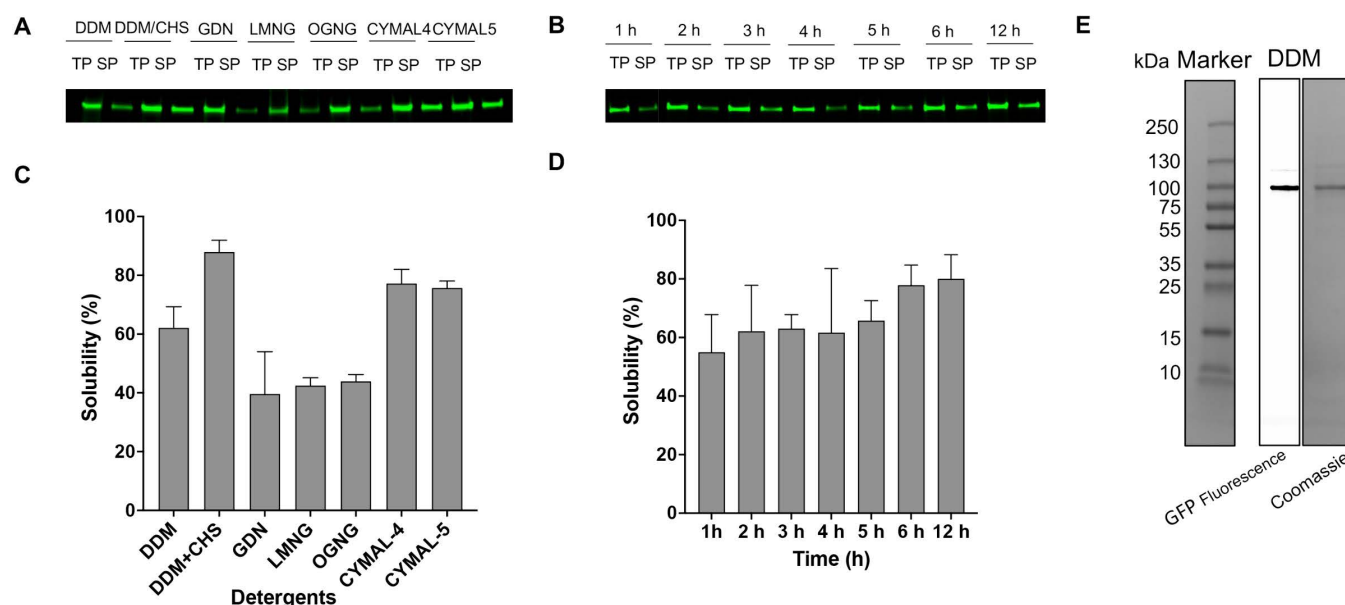 A
DDM DDM/CHS GDN LMNG OGNG CYMAL4 CYMAL5
TP SP TP SP TP SP TP SP TP SP TP SP TP SP
B
1 h 2 h 3 h 4 h 5 h 6 h 12 h
TP SP TP SP TP SP TP SP TP SP TP SP TP SP
C
Solubility (%)
100
80
60
40
20
0
DDM
DDM+CHS
GDN
LMNG
OGNG
CYMAL-4
CYMAL-5
Detergents
D
Solubility (%)
100
80
60
40
20
0
1h 2 h 3 h 4 h 5 h 6 h 12 h
Time (h)
E
kDa Marker DDM
250
130
100
75
55
35
25
15
10
GFP Fluorescence
Coomassie